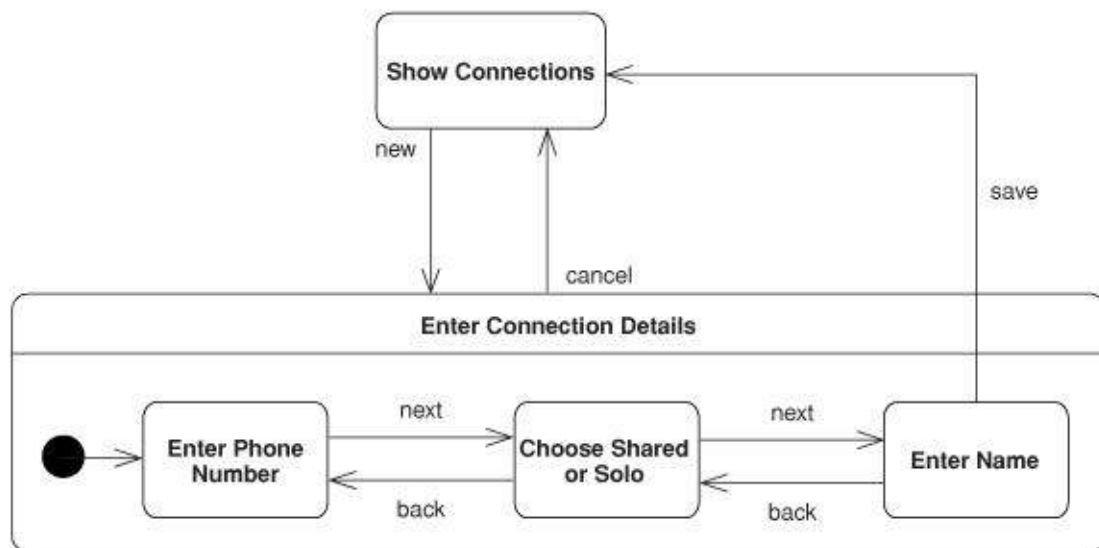 Show Connections
new
save
cancel
Enter Connection Details
next
next
Enter Phone
Number
Choose Shared
or Solo
Enter Name
back
back